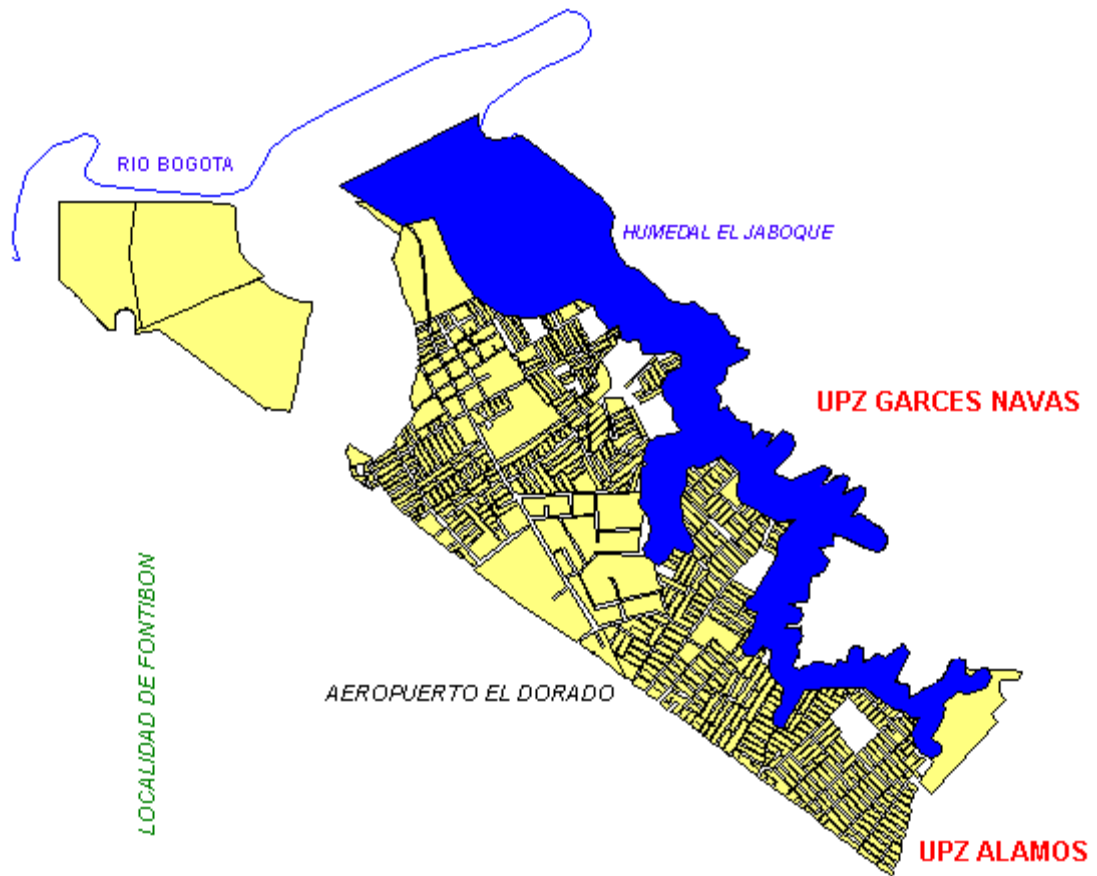 RIO BOGOTA
HUMEDAL EL JABOQUE
UPZ GARCES NAVAS
LOCALIDAD DE FONTIBON
AEROPUERTO EL DORADO
UPZ ALAMOS